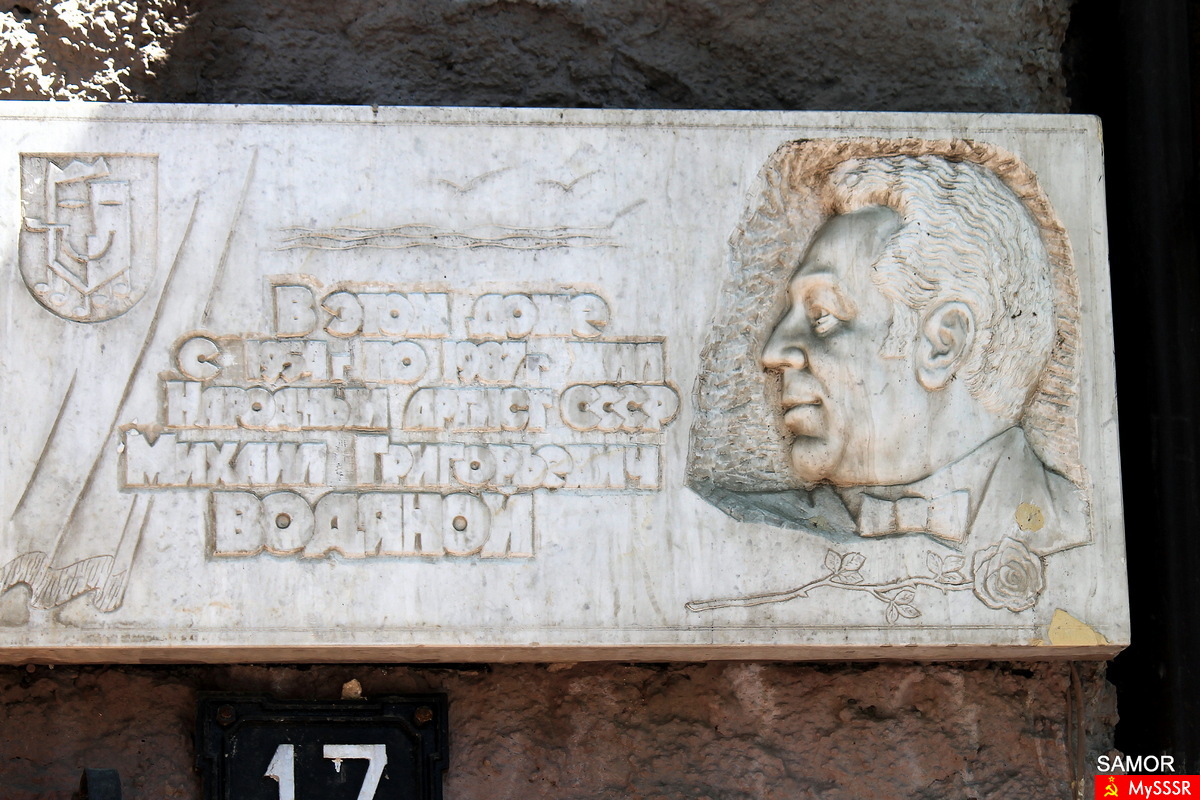 В этом доме
с 1954 г. по 1987 г. жил
Народный артист СССР
Михаил Григорьевич
ВОДЯНОЙ
17
SAMOR
MySSSR